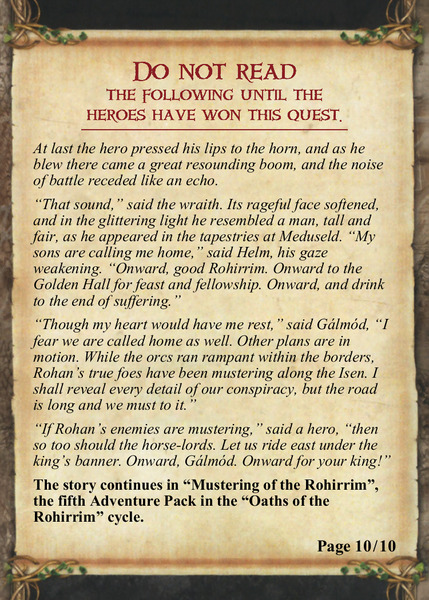 DO NOT READ
THE FOLLOWING UNTIL THE
HEROES HAVE WON THIS QUEST.
At last the hero pressed his lips to the horn, and as he
blew there came a great resounding boom, and the noise
of battle receded like an echo.
“That sound,” said the wraith. Its rageful face softened,
and in the glittering light he resembled a man, tall and
fair, as he appeared in the tapestries at Meduseld. “My
sons are calling me home,” said Helm, his gaze
weakening. “Onward, good Rohirrim. Onward to the
Golden Hall for feast and fellowship. Onward, and drink
to the end of suffering.”
“Though my heart would have me rest,” said Gálmód, “I
fear we are called home as well. Other plans are in
motion. While the orcs ran rampant within the borders,
Rohan’s true foes have been mustering along the Isen. I
shall reveal every detail of our conspiracy, but the road
is long and we must to it.”
“If Rohan’s enemies are mustering,” said a hero, “then
so too should the horse-lords. Let us ride east under the
king’s banner. Onward, Gálmód. Onward for your king!”
The story continues in “Mustering of the Rohirrim”,
the fifth Adventure Pack in the “Oaths of the
Rohirrim” cycle.
Page 10/10